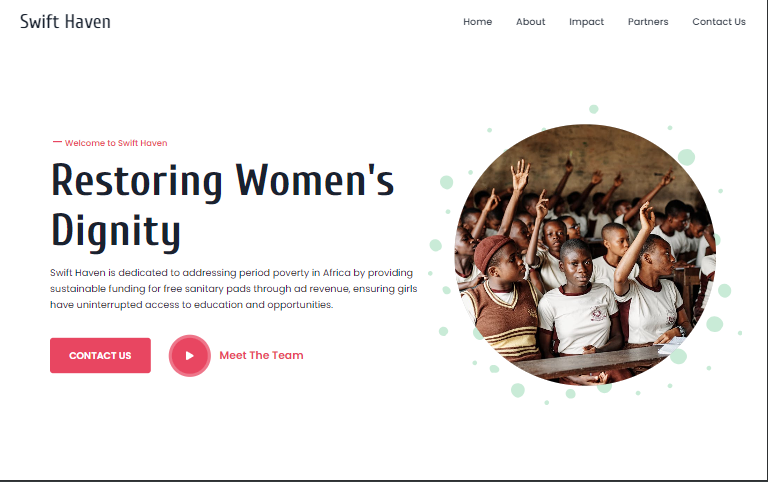 Swift Haven
Home About Impact Partners Contact Us
Welcome to Swift Haven
Restoring Women's
Dignity
Swift Haven is dedicated to addressing period poverty in Africa by providing
sustainable funding for free sanitary pads through ad revenue, ensuring girls
have uninterrupted access to education and opportunities.
CONTACT US
Meet The Team